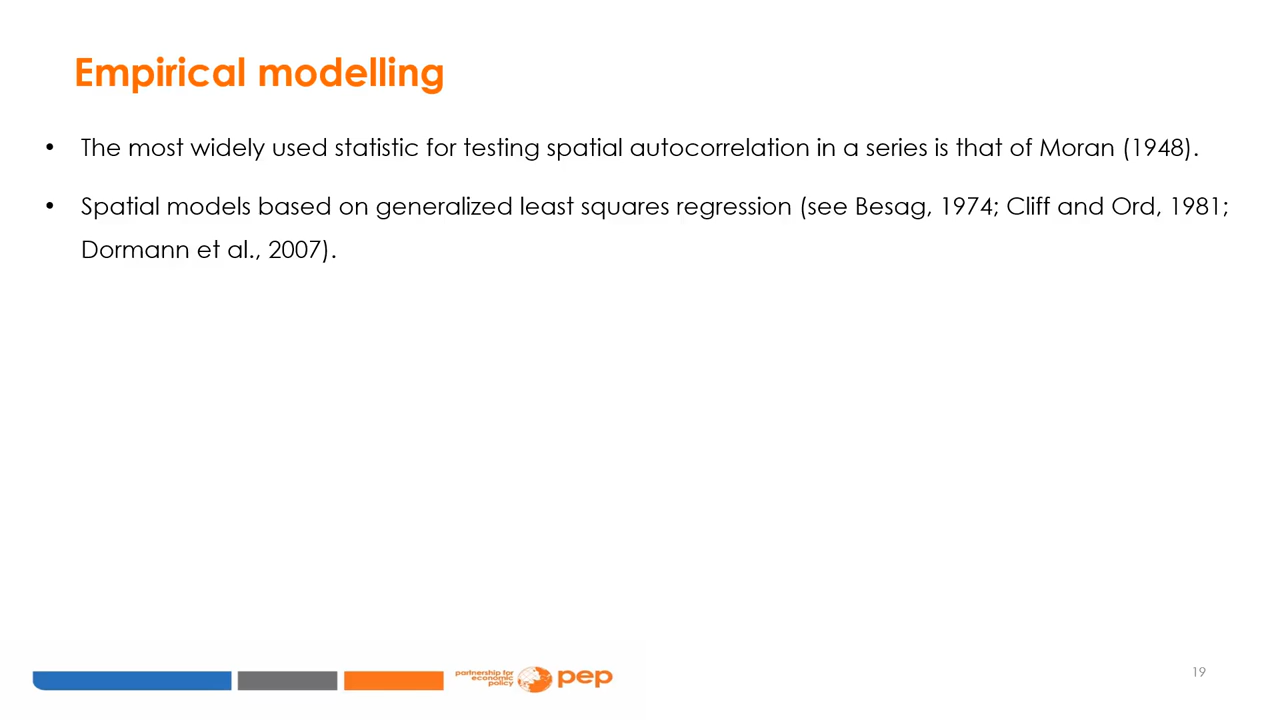 Empirical modelling
• The most widely used statistic for testing spatial autocorrelation in a series is that of Moran (1948).
• Spatial models based on generalized least squares regression (see Besag, 1974; Cliff and Ord, 1981;
Dormann et al., 2007).
partnership for
economic
policy
pep
19